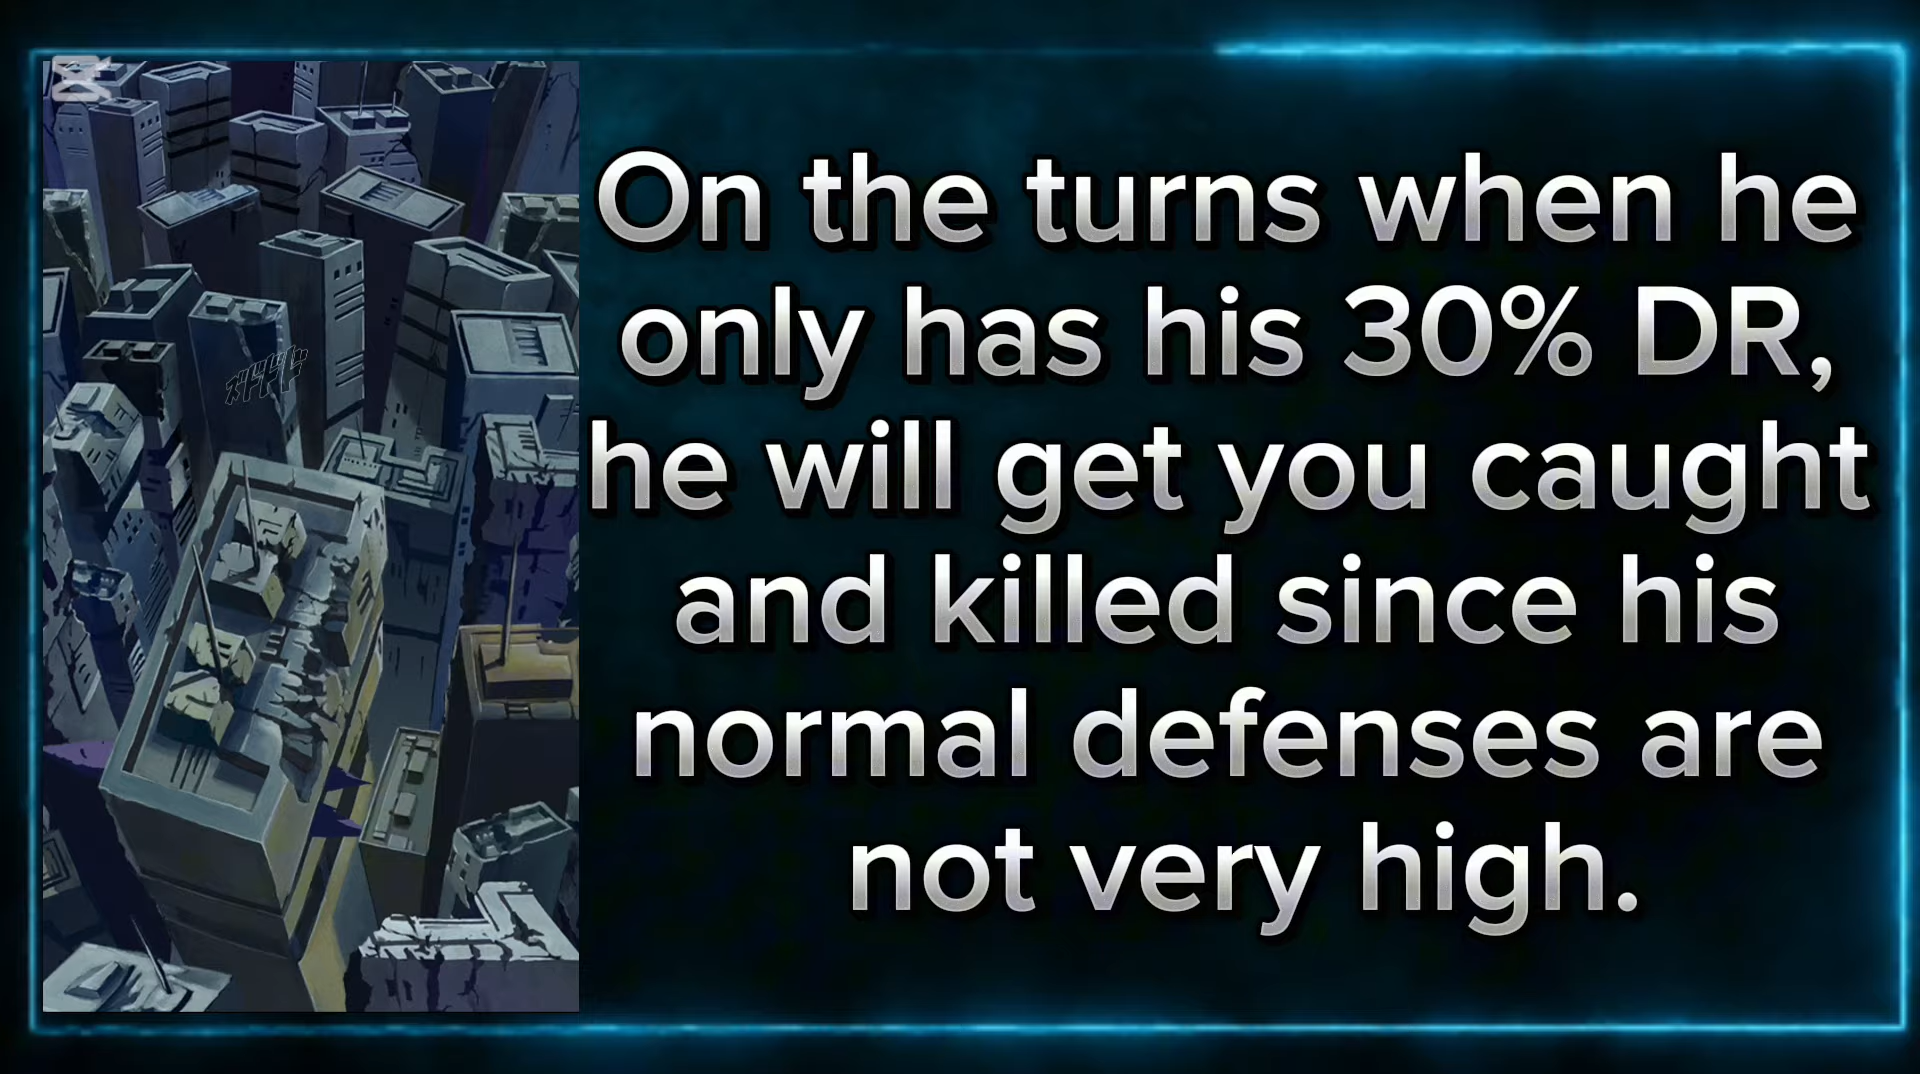 On the turns when he
only has his 30% DR,
he will get you caught
and killed since his
normal defenses are
not very high.